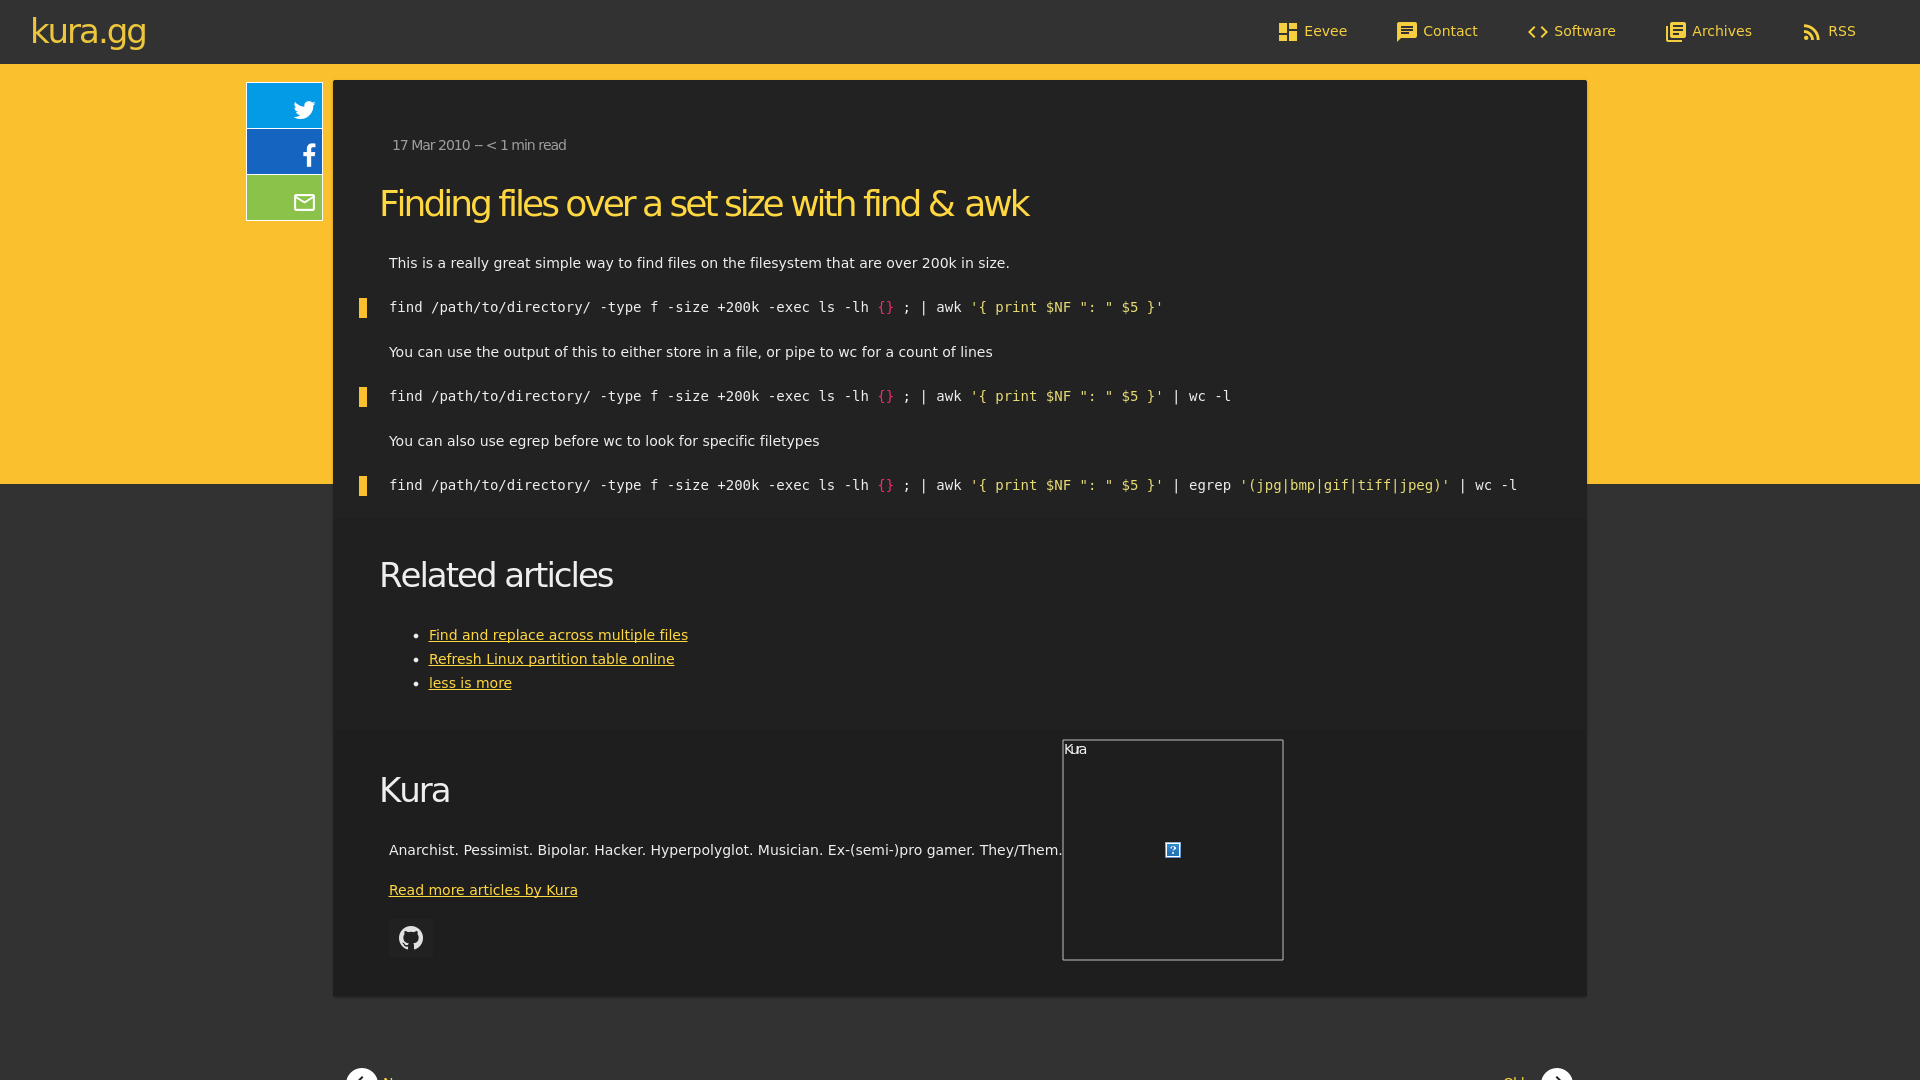 kura.gg
Eevee
Contact
Software
Archives
RSS
17 Mar 2010 – < 1 min read
Finding files over a set size with find & awk
This is a really great simple way to find files on the filesystem that are over 200k in size.
find /path/to/directory/ -type f -size +200k -exec ls -lh {} ; | awk '{ print $NF ": " $5 }'
You can use the output of this to either store in a file, or pipe to wc for a count of lines
find /path/to/directory/ -type f -size +200k -exec ls -lh {} ; | awk '{ print $NF ": " $5 }' | wc -l
You can also use egrep before wc to look for specific filetypes
find /path/to/directory/ -type f -size +200k -exec ls -lh {} ; | awk '{ print $NF ": " $5 }' | egrep '(jpg|bmp|gif|tiff|jpeg)' | wc -l
Related articles
Find and replace across multiple files
Refresh Linux partition table online
less is more
Kura
Kura
Anarchist. Pessimist. Bipolar. Hacker. Hyperpolyglot. Musician. Ex-(semi-)pro gamer. They/Them.
Read more articles by Kura